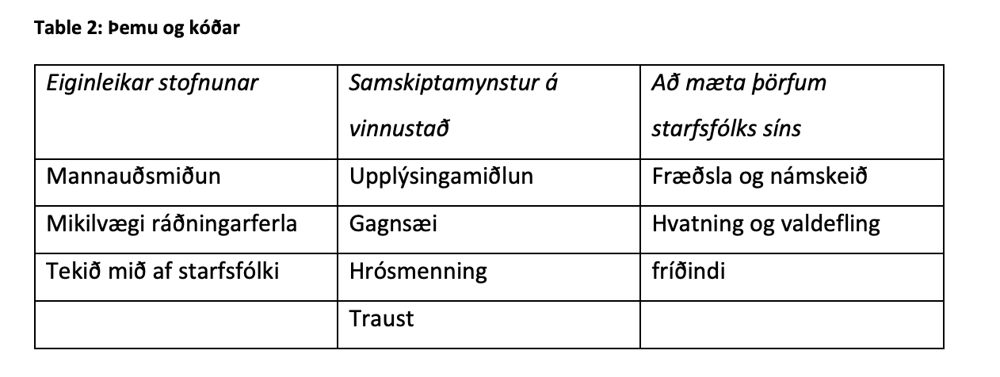 Table 2: Þemu og kóðar
Eiginleikar stofnunar
Samskiptamynstur á
vinnustað
Að mæta þörfum
starfsfólks síns
Mannauðsmiðun
Upplýsingamiðlun
Fræðsla og námskeið
Mikilvægi ráðningarferla
Gagnsæi
Hvatning og valdefling
Tekið mið af starfsfólki
Hrósmenning
fríðindi
Traust